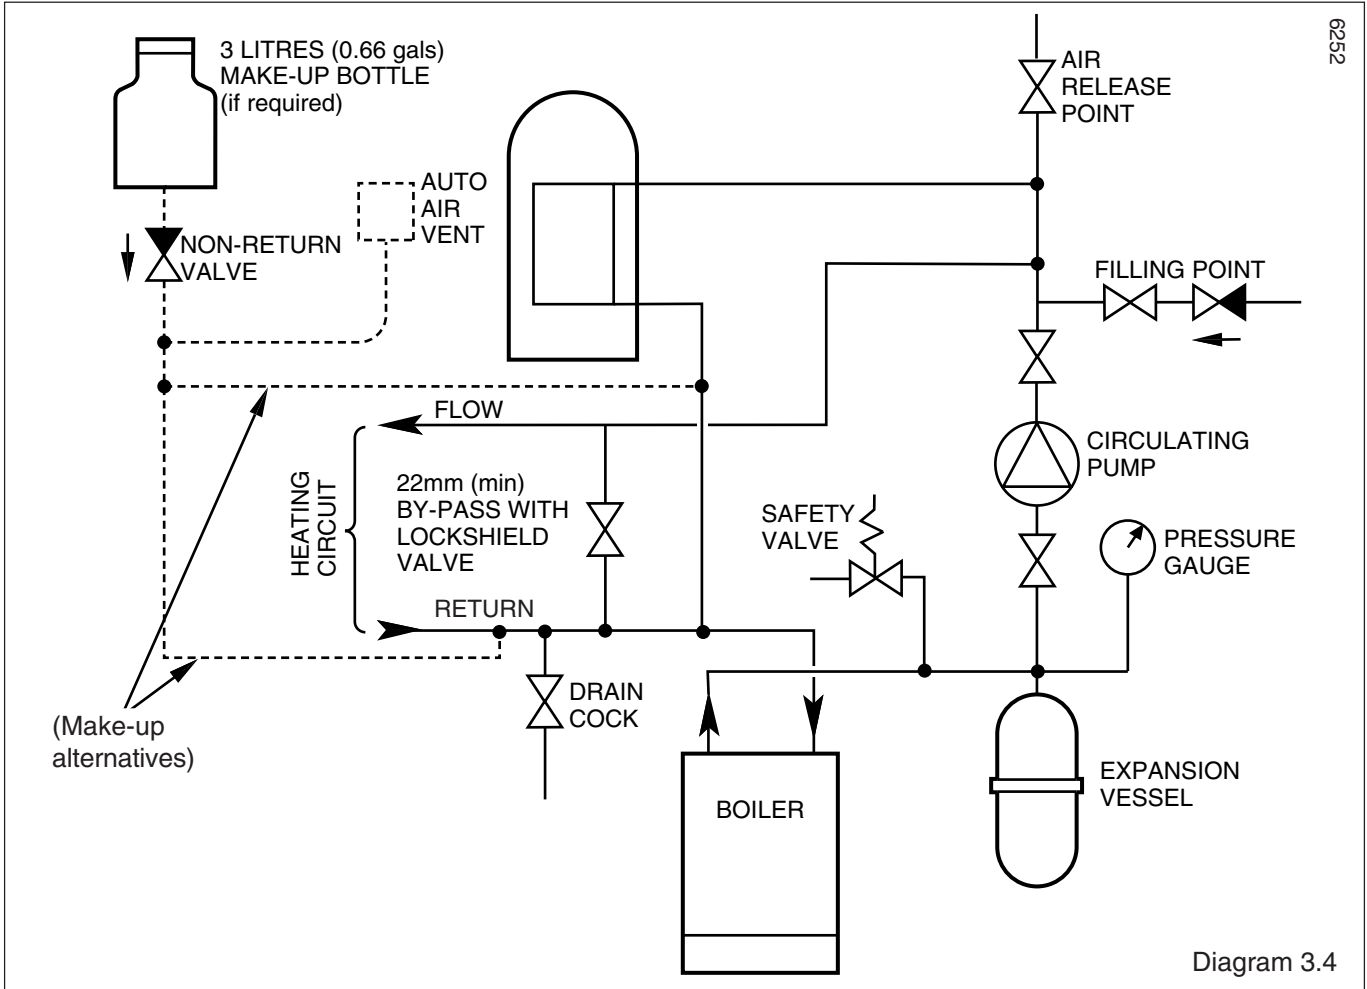 6252
3 LITRES (0.66 gals)
MAKE-UP BOTTLE
(if required)
AIR
RELEASE
POINT
AUTO
AIR
VENT
NON-RETURN
VALVE
FILLING POINT
FLOW
CIRCULATING
PUMP
HEATING
CIRCUIT
22mm (min)
BY-PASS WITH
LOCKSHIELD
VALVE
SAFETY
VALVE
PRESSURE
GAUGE
RETURN
DRAIN
COCK
(Make-up
alternatives)
EXPANSION
VESSEL
BOILER
Diagram 3.4